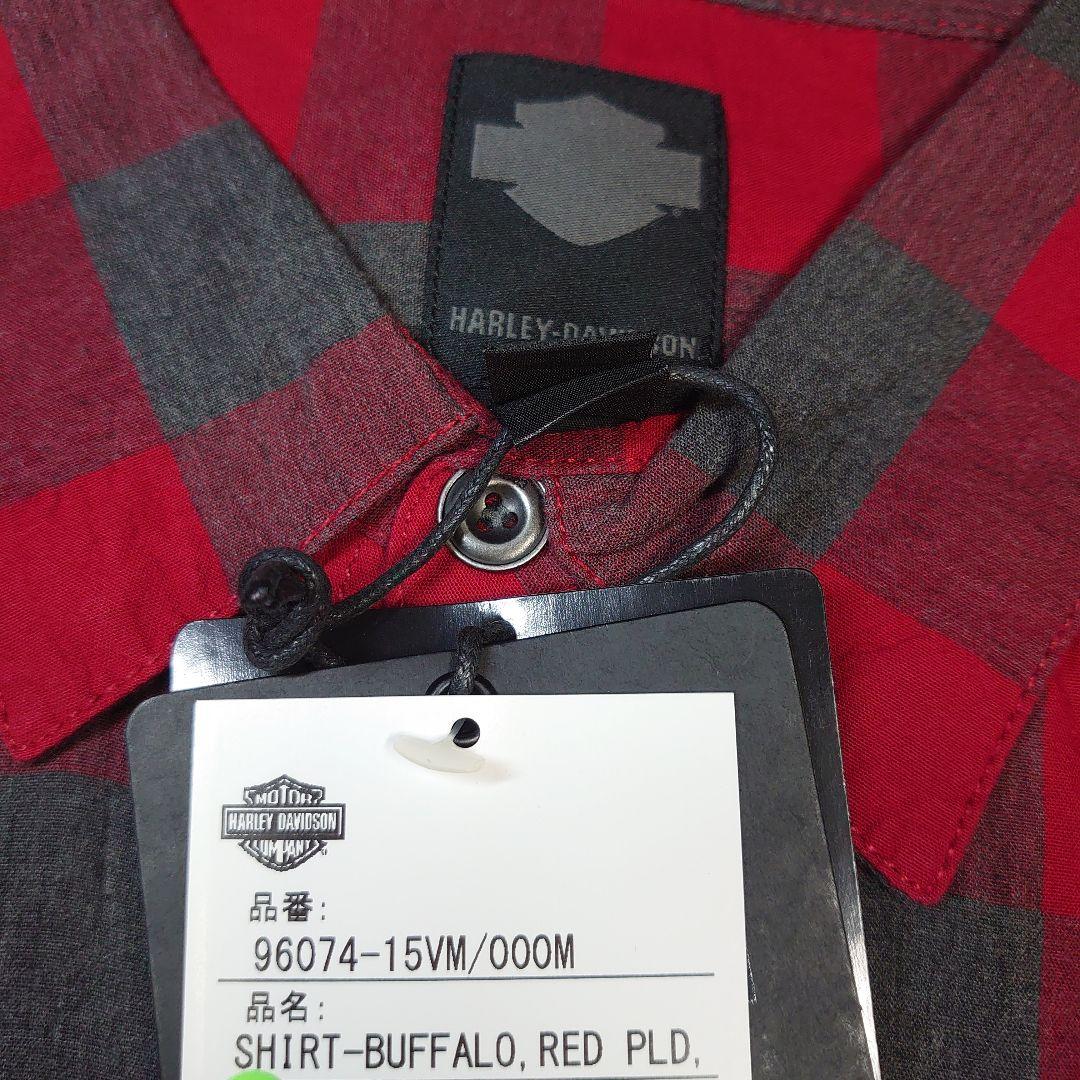 HARLEY-DAVIDSON
MOTOR
HARLEY DAVIDSON
COMPANY
品番:
96074-15VM/000M
品名:
SHIRT-BUFFALO,RED PLD,